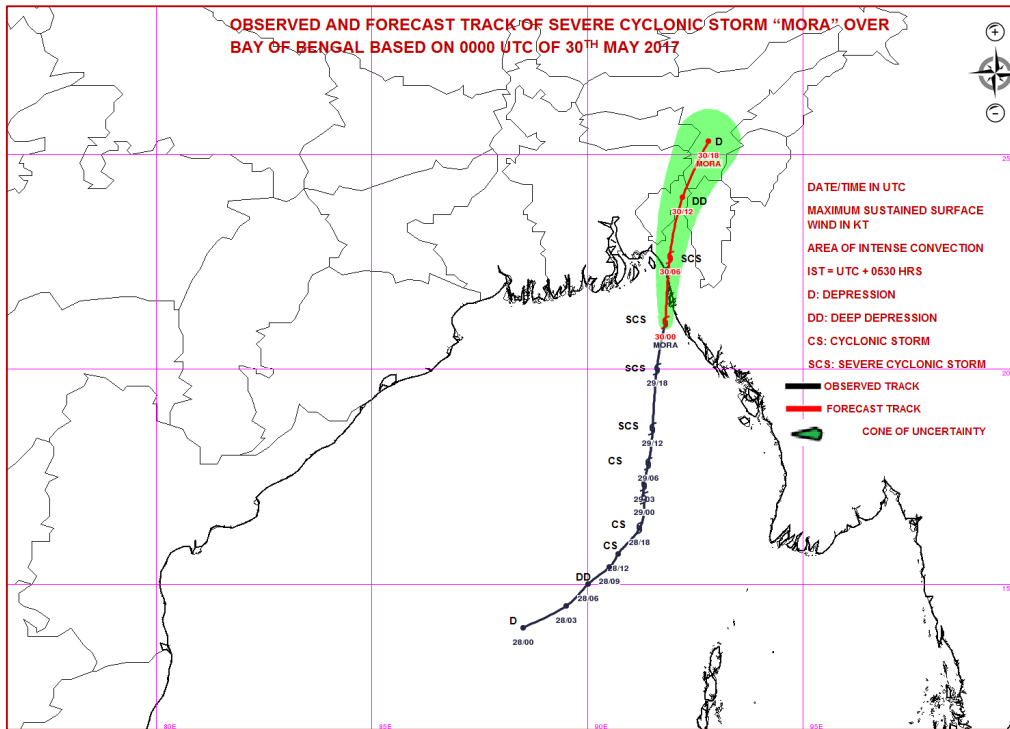 OBSERVED AND FORECAST TRACK OF SEVERE CYCLONIC STORM “MORA” OVER
BAY OF BENGAL BASED ON 0000 UTC OF 30TH MAY 2017
D
30/18
MORA
25
DD
30/12
SCS
30/06
SCS
30/00
MORA
SCS
20
29/18
SCS
29/12
CS
29/06
29/03
29/00
CS
28/18
CS
28/12
28/09
DD
15
28/06
28/03
D
28/00
80E
85E
90E
95E
DATE/TIME IN UTC
MAXIMUM SUSTAINED SURFACE
WIND IN KT
AREA OF INTENSE CONVECTION
IST = UTC + 0530 HRS
D: DEPRESSION
DD: DEEP DEPRESSION
CS: CYCLONIC STORM
SCS: SEVERE CYCLONIC STORM
OBSERVED TRACK
FORECAST TRACK
CONE OF UNCERTAINTY